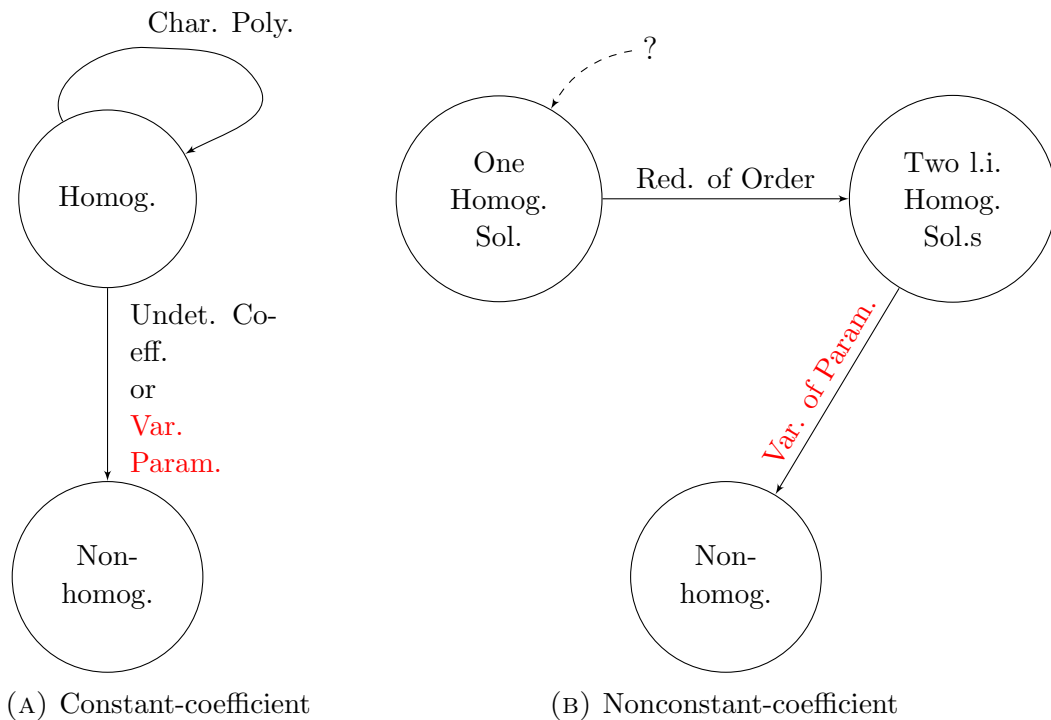 Char. Poly.
Homog.
Undet. Co-
eff.
or
Var.
Param.
Non-
homog.
(A) Constant-coefficient
?
One
Homog.
Sol.
Red. of Order
Two l.i.
Homog.
Sol.s
Var. of Param.
Non-
homog.
(B) Nonconstant-coefficient